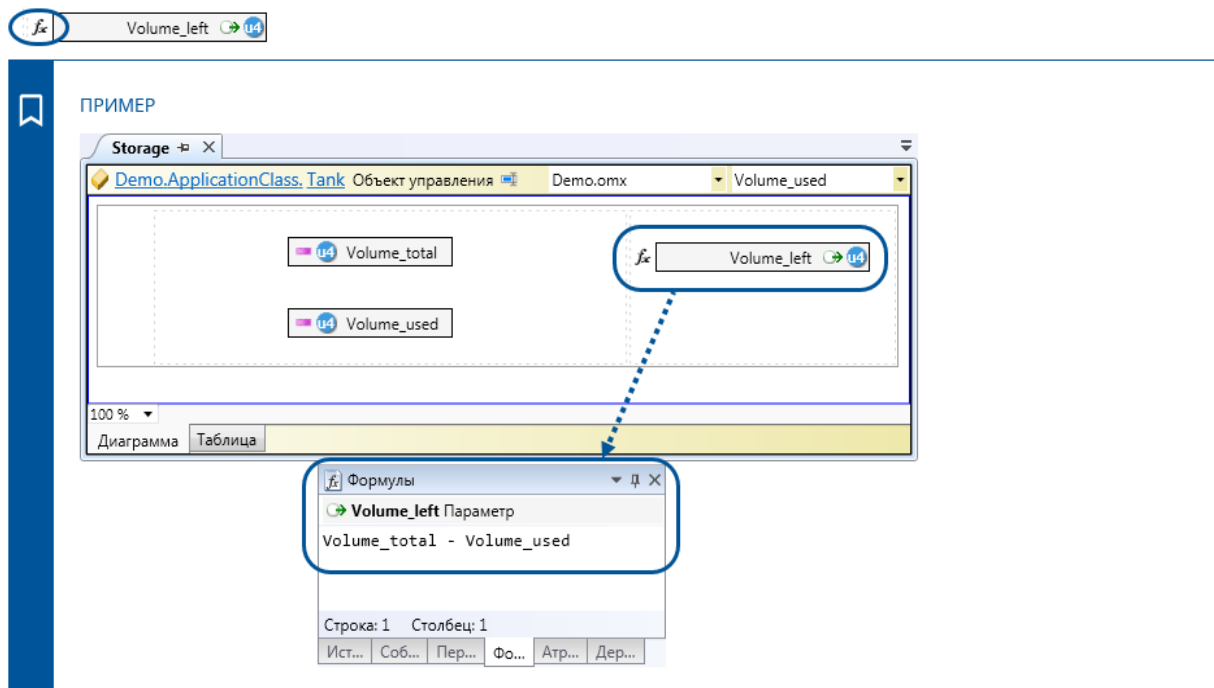 fx Volume_left u4
ПРИМЕР
Storage
Demo.ApplicationClass. Tank Объект управления Demo.omx Volume_used
u4 Volume_total
fx Volume_left u4
u4 Volume_used
100 %
Диаграмма Таблица
fx Формулы
Volume_left Параметр
Volume_total - Volume_used
Строка: 1 Столбец: 1
Ист... Соб... Пер... Фо... Атр... Дер...